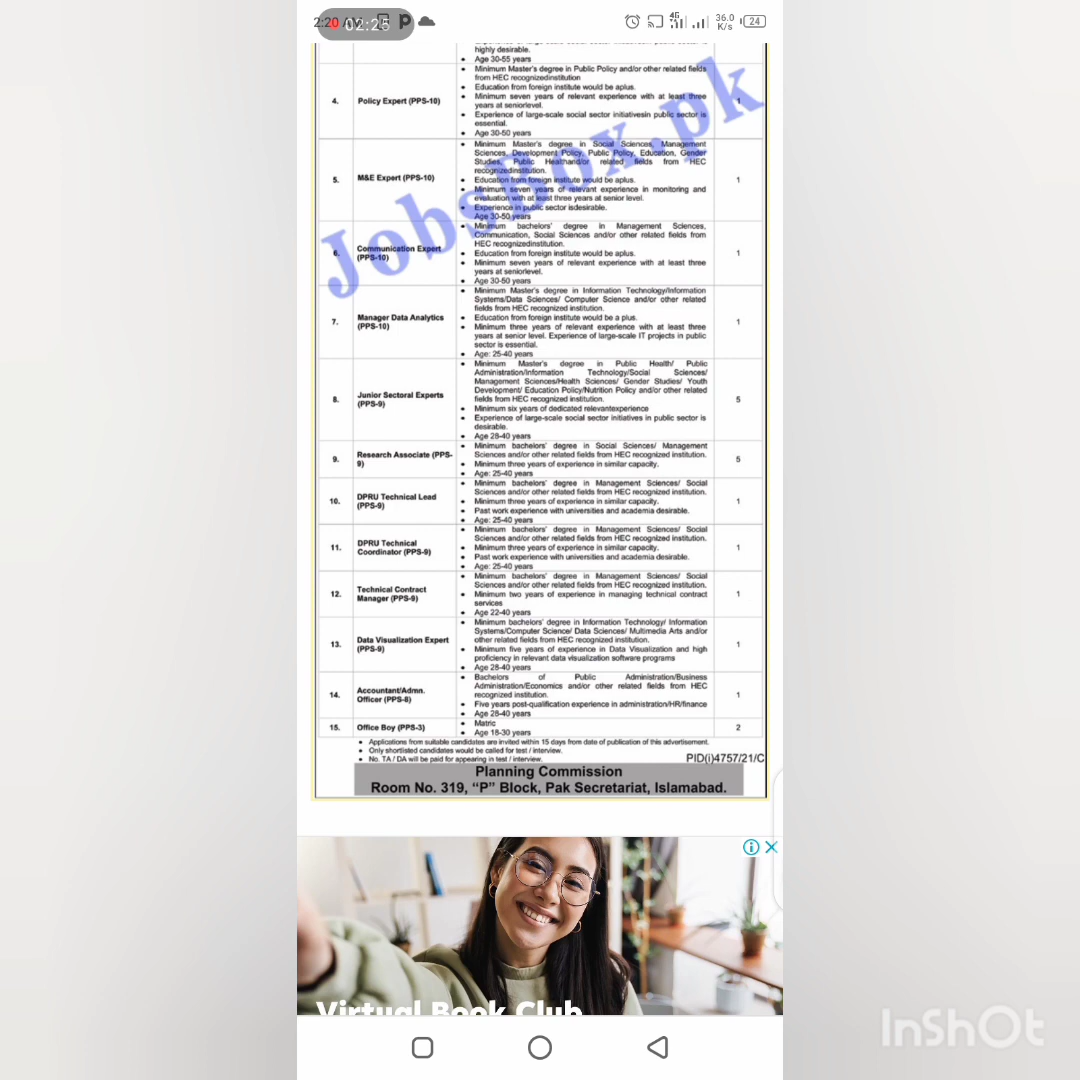 2:20 AM
02:25
4G
36.0
K/s
24
highly desirable.
• Age 30-55 years
4.
Policy Expert (PPS-10)
• Minimum Master's degree in Public Policy and/or other related fields
from HEC recognizedinstitution
• Education from foreign institute would be aplus.
• Minimum seven years of relevant experience with at least three
years at seniorlevel.
• Experience of large-scale social sector initiativesin public sector is
essential.
• Age 30-50 years
1
5.
M&E Expert (PPS-10)
• Minimum Master's degree in Social Sciences, Management
Sciences, Development Policy, Public Policy, Education, Gender
Studies, Public Healthand/or related fields from HEC
recognizedinstitution.
• Education from foreign institute would be aplus.
• Minimum seven years of relevant experience in monitoring and
evaluation with at least three years at senior level.
• Experience in public sector isdesirable.
Age 30-50 years
1
6.
Communication Expert
(PPS-10)
• Minimum bachelors' degree in Management Sciences,
Communication, Social Sciences and/or other related fields from
HEC recognizedinstitution.
• Education from foreign institute would be aplus.
• Minimum seven years of relevant experience with at least three
years at seniorlevel.
• Age 30-50 years
1
7.
Manager Data Analytics
(PPS-10)
• Minimum Master's degree in Information Technology/Information
Systems/Data Sciences/ Computer Science and/or other related
fields from HEC recognized institution.
• Education from foreign institute would be a plus.
• Minimum three years of relevant experience with at least three
years at senior level. Experience of large-scale IT projects in public
sector is essential.
• Age: 25-40 years
1
8.
Junior Sectoral Experts
(PPS-9)
• Minimum Master's degree in Public Health/ Public
Administration/Information Technology/Social Sciences/
Management Sciences/Health Sciences/ Gender Studies/ Youth
Development/ Education Policy/Nutrition Policy and/or other related
fields from HEC recognized institution.
• Minimum six years of dedicated relevantexperience
• Experience of large-scale social sector initiatives in public sector is
desirable.
• Age 28-40 years
5
9.
Research Associate (PPS-
9)
• Minimum bachelors' degree in Social Sciences/ Management
Sciences and/or other related fields from HEC recognized institution.
• Minimum three years of experience in similar capacity.
• Age: 25-40 years
5
10.
DPRU Technical Lead
(PPS-9)
• Minimum bachelors' degree in Management Sciences/ Social
Sciences and/or other related fields from HEC recognized institution.
• Minimum three years of experience in similar capacity.
• Past work experience with universities and academia desirable.
• Age: 25-40 years
1
11.
DPRU Technical
Coordinator (PPS-9)
• Minimum bachelors' degree in Management Sciences/ Social
Sciences and/or other related fields from HEC recognized institution.
• Minimum three years of experience in similar capacity.
• Past work experience with universities and academia desirable.
• Age: 25-40 years
1
12.
Technical Contract
Manager (PPS-9)
• Minimum bachelors' degree in Management Sciences/ Social
Sciences and/or other related fields from HEC recognized institution.
• Minimum two years of experience in managing technical contract
services
• Age 22-40 years
1
13.
Data Visualization Expert
(PPS-9)
• Minimum bachelors' degree in Information Technology/ Information
Systems/Computer Science/ Data Sciences/ Multimedia Arts and/or
other related fields from HEC recognized institution.
• Minimum five years of experience in Data Visualization and high
proficiency in relevant data visualization software programs
• Age 28-40 years
1
14.
Accountant/Admn.
Officer (PPS-8)
• Bachelors of Public Administration/Business
Administration/Economics and/or other related fields from HEC
recognized institution.
• Five years post-qualification experience in administration/HR/finance
• Age 28-40 years
1
15.
Office Boy (PPS-3)
• Matric
• Age 18-30 years
2
• Applications from suitable candidates are invited within 15 days from date of publication of this advertisement.
• Only shortlisted candidates would be called for test / interview.
• No. TA / DA will be paid for appearing in test / interview.
PID(i)4757/21/C
Planning Commission
Room No. 319, "P" Block, Pak Secretariat, Islamabad.
JobsBox.pk
Virtual Book Club
InShOt